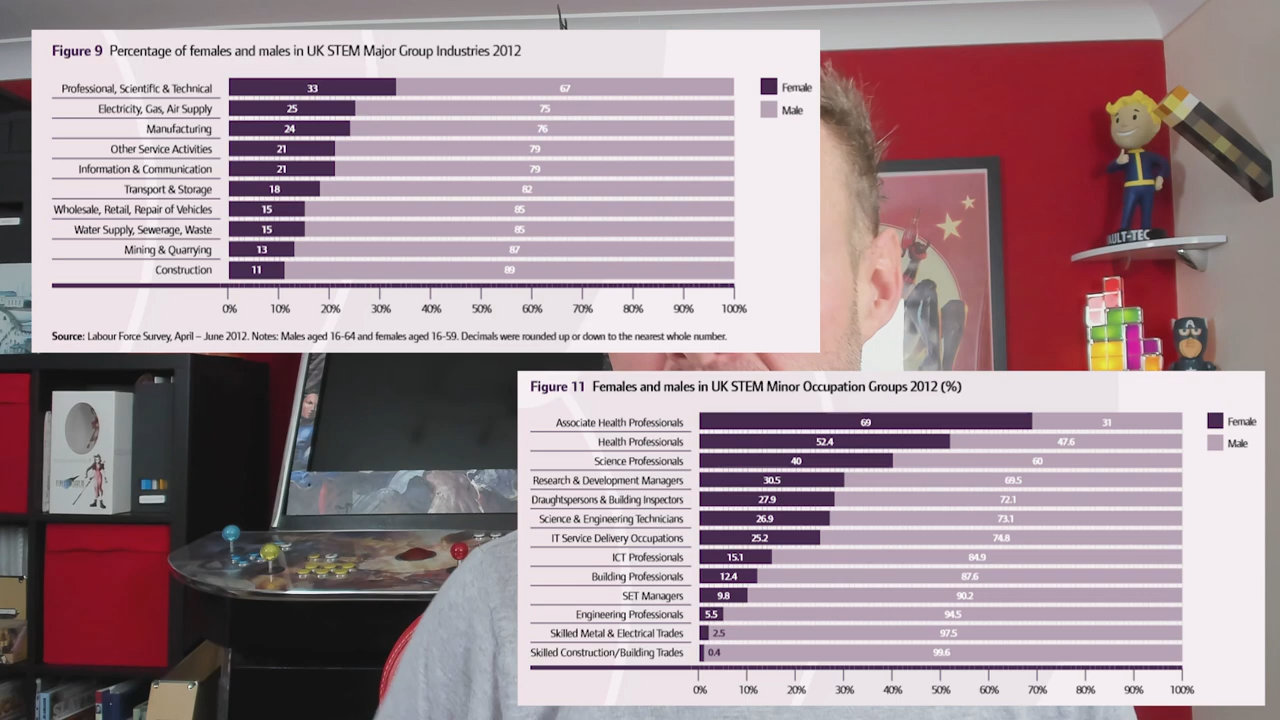 Figure 9 Percentage of females and males in UK STEM Major Group Industries 2012
Professional, Scientific & Technical 33 67
Electricity, Gas, Air Supply 25 75
Manufacturing 24 76
Other Service Activities 21 79
Information & Communication 21 79
Transport & Storage 18 82
Wholesale, Retail, Repair of Vehicles 15 85
Water Supply, Sewerage, Waste 15 85
Mining & Quarrying 13 87
Construction 11 89
0% 10% 20% 30% 40% 50% 60% 70% 80% 90% 100%
Female
Male
Source: Labour Force Survey, April – June 2012. Notes: Males aged 16-64 and females aged 16-59. Decimals were rounded up or down to the nearest whole number.
VAULT-TEC
Figure 11 Females and males in UK STEM Minor Occupation Groups 2012 (%)
Associate Health Professionals 69 31
Health Professionals 52.4 47.6
Science Professionals 40 60
Research & Development Managers 30.5 69.5
Draughtspersons & Building Inspectors 27.9 72.1
Science & Engineering Technicians 26.9 73.1
IT Service Delivery Occupations 25.2 74.8
ICT Professionals 15.1 84.9
Building Professionals 12.4 87.6
SET Managers 9.8 90.2
Engineering Professionals 5.5 94.5
Skilled Metal & Electrical Trades 2.5 97.5
Skilled Construction/Building Trades 0.4 99.6
0% 10% 20% 30% 40% 50% 60% 70% 80% 90% 100%
Female
Male